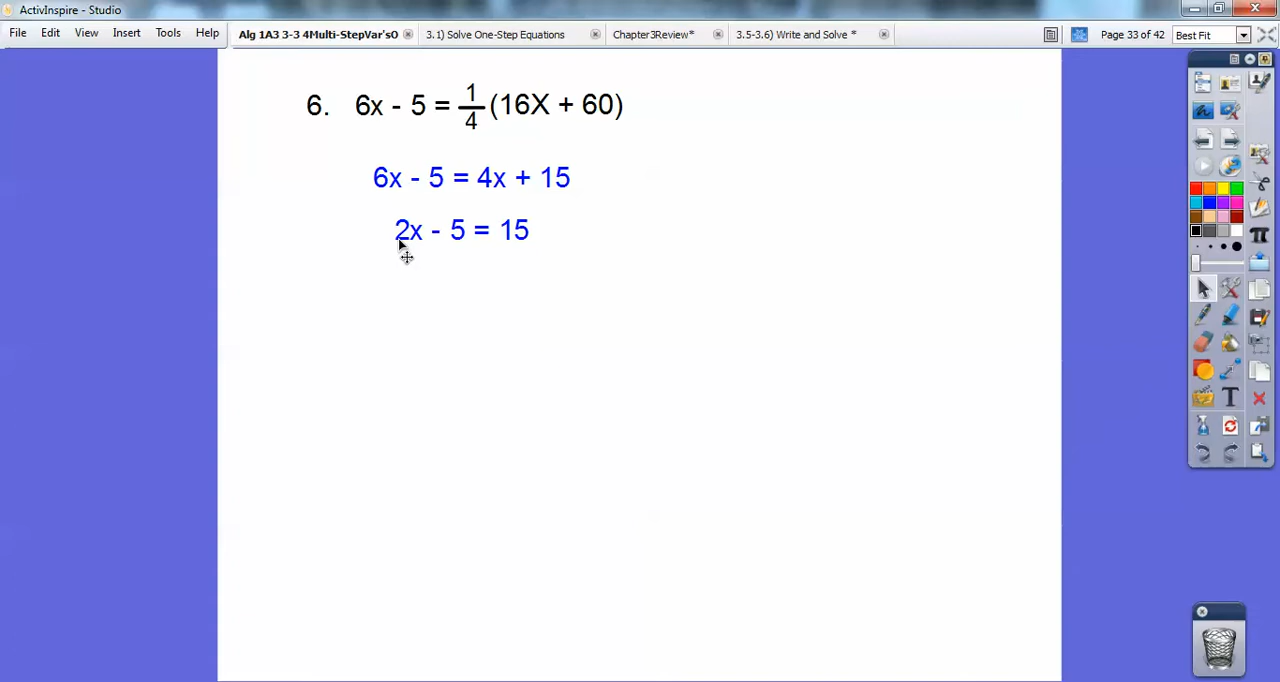 ActivInspire - Studio
File Edit View Insert Tools Help
Alg 1A3 3-3 4Multi-StepVar'sO 3.1) Solve One-Step Equations Chapter3Review* 3.5-3.6) Write and Solve * Page 33 of 42 Best Fit
6. 6x - 5 = 1/4 (16X + 60)
6x - 5 = 4x + 15
2x - 5 = 15